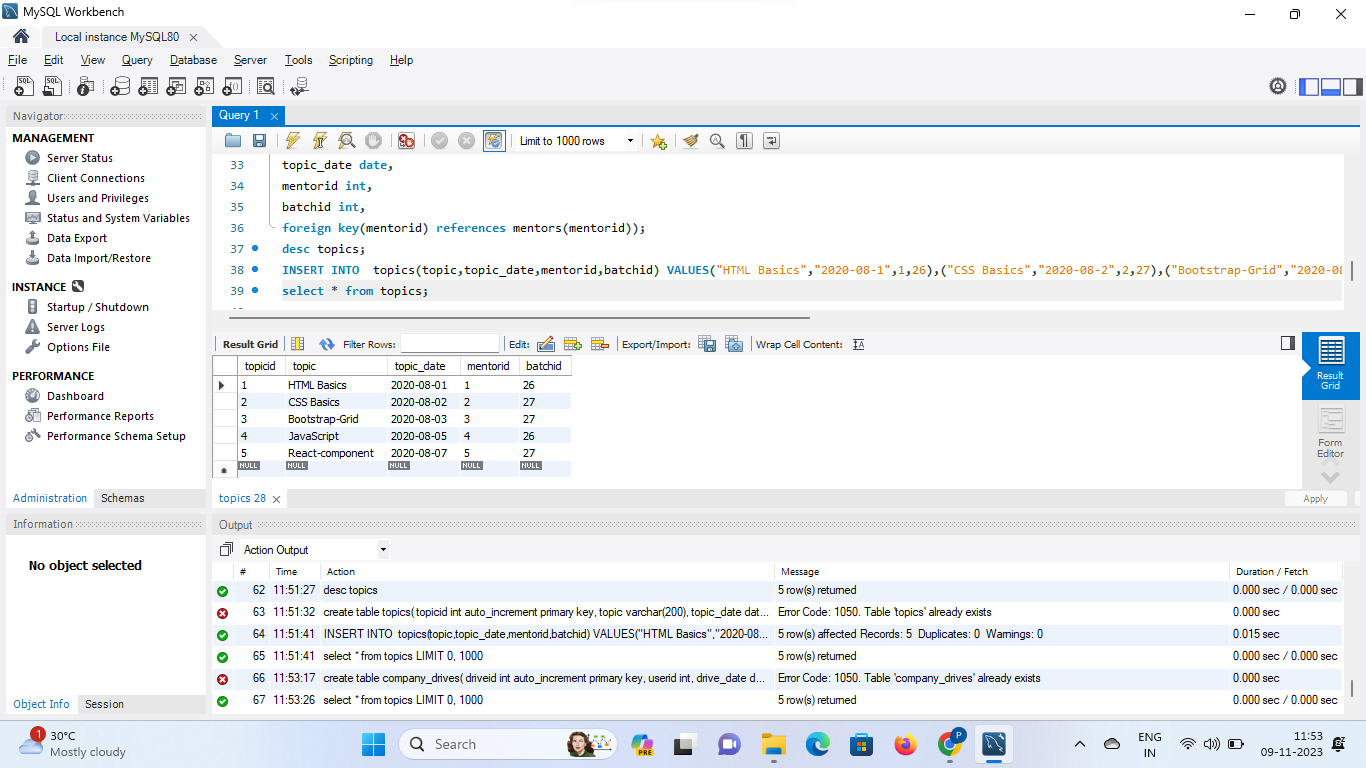 MySQL Workbench
Local instance MySQL80
File Edit View Query Database Server Tools Scripting Help
Navigator
MANAGEMENT
Server Status
Client Connections
Users and Privileges
Status and System Variables
Data Export
Data Import/Restore
INSTANCE
Startup / Shutdown
Server Logs
Options File
PERFORMANCE
Dashboard
Performance Reports
Performance Schema Setup
Administration Schemas
Information
No object selected
Object Info Session
Query 1
Limit to 1000 rows
33 topic_date date,
34 mentorid int,
35 batchid int,
36 foreign key(mentorid) references mentors(mentorid));
37 desc topics;
38 INSERT INTO  topics(topic,topic_date,mentorid,batchid) VALUES("HTML Basics","2020-08-1",1,26),("CSS Basics","2020-08-2",2,27),("Bootstrap-Grid","2020-08
39 select * from topics;
Result Grid Filter Rows: Edit: Export/Import: Wrap Cell Content:
topicid topic topic_date mentorid batchid
1 HTML Basics 2020-08-01 1 26
2 CSS Basics 2020-08-02 2 27
3 Bootstrap-Grid 2020-08-03 3 27
4 JavaScript 2020-08-05 4 26
5 React-component 2020-08-07 5 27
NULL NULL NULL NULL NULL
Result Grid
Form Editor
topics 28
Apply
Output
Action Output
# Time Action Message Duration / Fetch
62 11:51:27 desc topics 5 row(s) returned 0.000 sec / 0.000 sec
63 11:51:32 create table topics( topicid int auto_increment primary key, topic varchar(200), topic_date dat... Error Code: 1050. Table 'topics' already exists 0.000 sec
64 11:51:41 INSERT INTO  topics(topic,topic_date,mentorid,batchid) VALUES("HTML Basics","2020-08... 5 row(s) affected Records: 5  Duplicates: 0  Warnings: 0 0.015 sec
65 11:51:41 select * from topics LIMIT 0, 1000 5 row(s) returned 0.000 sec / 0.000 sec
66 11:53:17 create table company_drives( driveid int auto_increment primary key, userid int, drive_date d... Error Code: 1050. Table 'company_drives' already exists 0.000 sec
67 11:53:26 select * from topics LIMIT 0, 1000 5 row(s) returned 0.000 sec / 0.000 sec
1
30°C
Mostly cloudy
Search
PRE
P
ENG
IN
11:53
09-11-2023